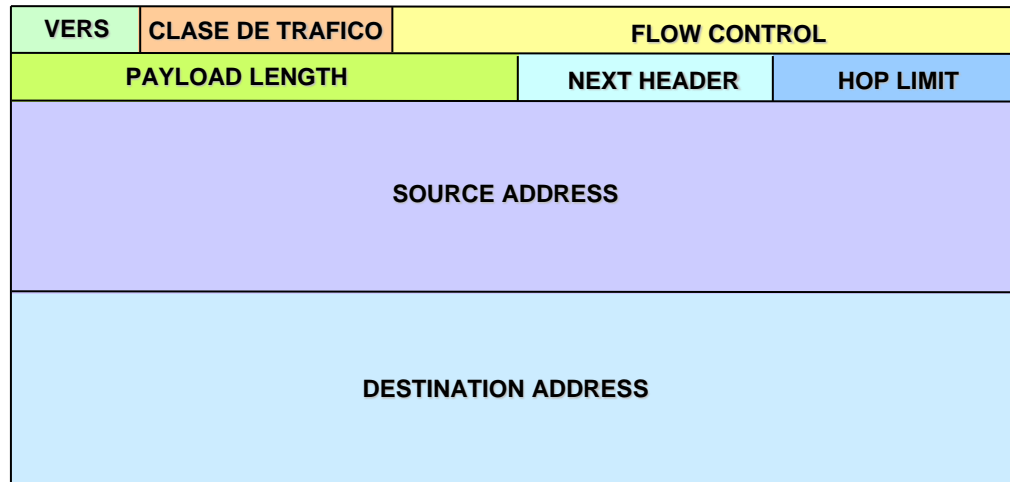 VERS CLASE DE TRAFICO FLOW CONTROL
PAYLOAD LENGTH NEXT HEADER HOP LIMIT
SOURCE ADDRESS
DESTINATION ADDRESS